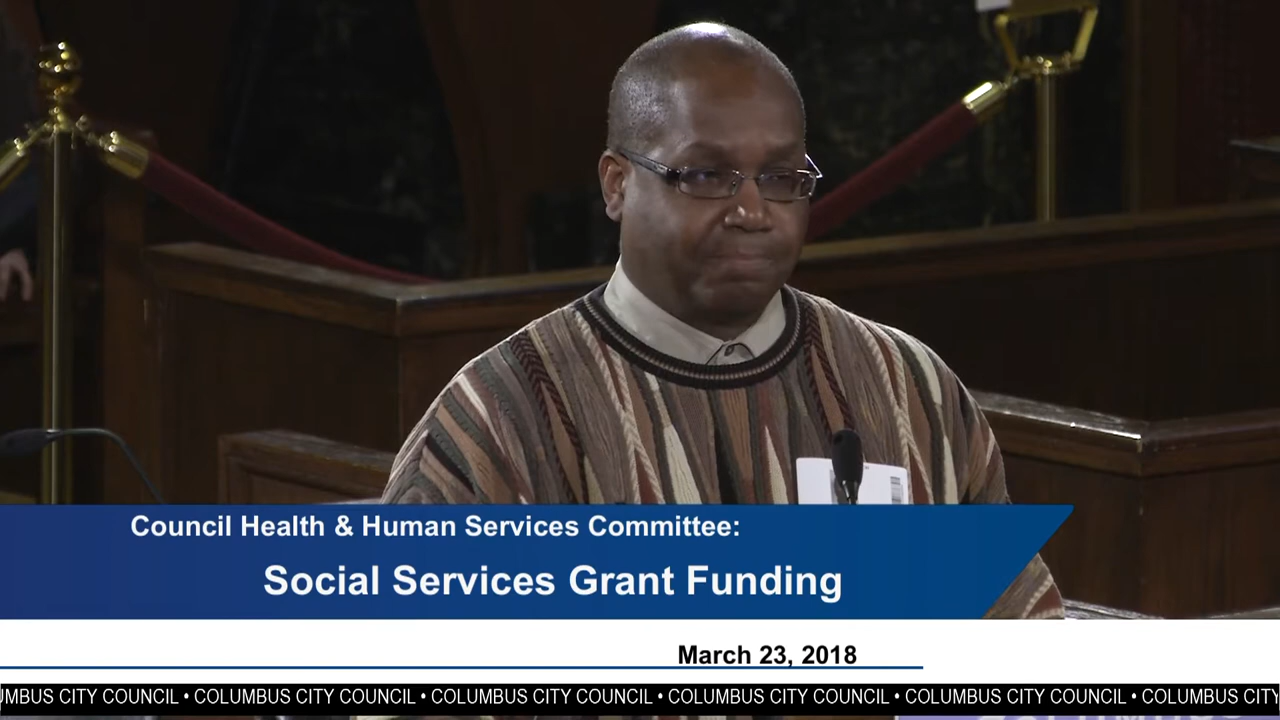 Council Health & Human Services Committee:
Social Services Grant Funding
March 23, 2018
UMBUS CITY COUNCIL • COLUMBUS CITY COUNCIL • COLUMBUS CITY COUNCIL • COLUMBUS CITY COUNCIL • COLUMBUS CITY COUNCIL • COLUMBUS CITY